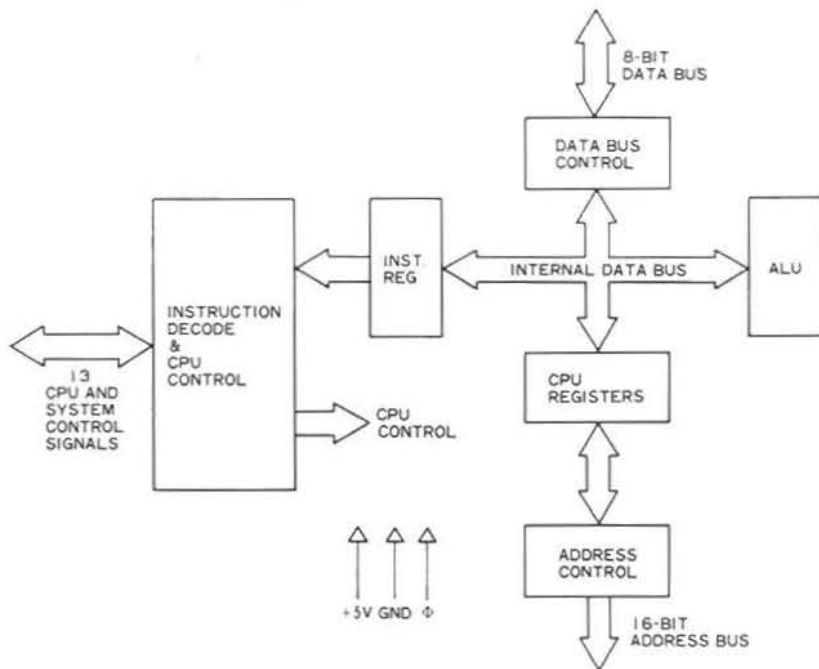 8-BIT
DATA BUS
DATA BUS
CONTROL
INST.
REG
INTERNAL DATA BUS
ALU
INSTRUCTION
DECODE
&
CPU
CONTROL
13
CPU AND
SYSTEM
CONTROL
SIGNALS
CPU
CONTROL
CPU
REGISTERS
ADDRESS
CONTROL
+5V GND Φ
16-BIT
ADDRESS BUS